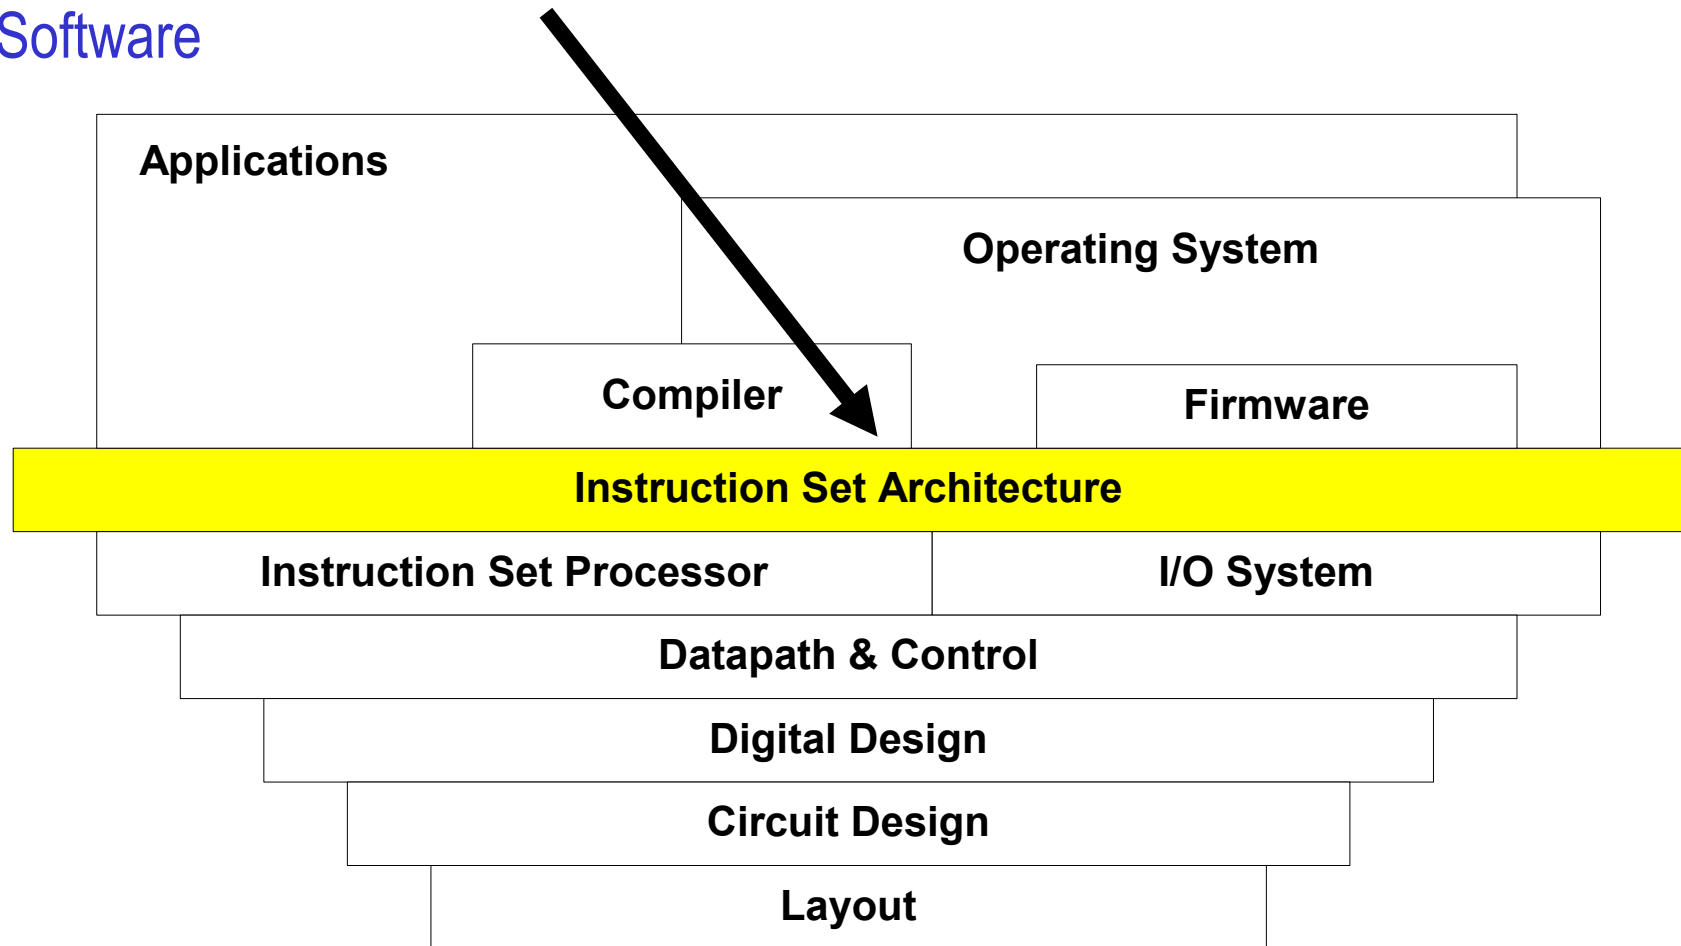 Software
Applications
Operating System
Compiler
Firmware
Instruction Set Architecture
Instruction Set Processor
I/O System
Datapath & Control
Digital Design
Circuit Design
Layout